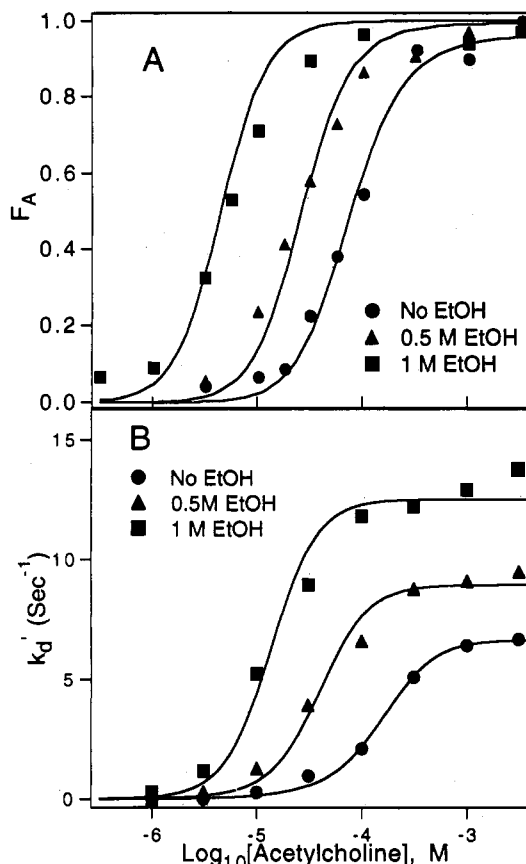 A
1.0
0.8
0.6
0.4
0.2
0.0
F_A
No EtOH
0.5 M EtOH
1 M EtOH
B
15
10
5
0
k_d' (Sec⁻¹)
No EtOH
0.5M EtOH
1 M EtOH
-6 -5 -4 -3
Log₁₀[Acetylcholine], M